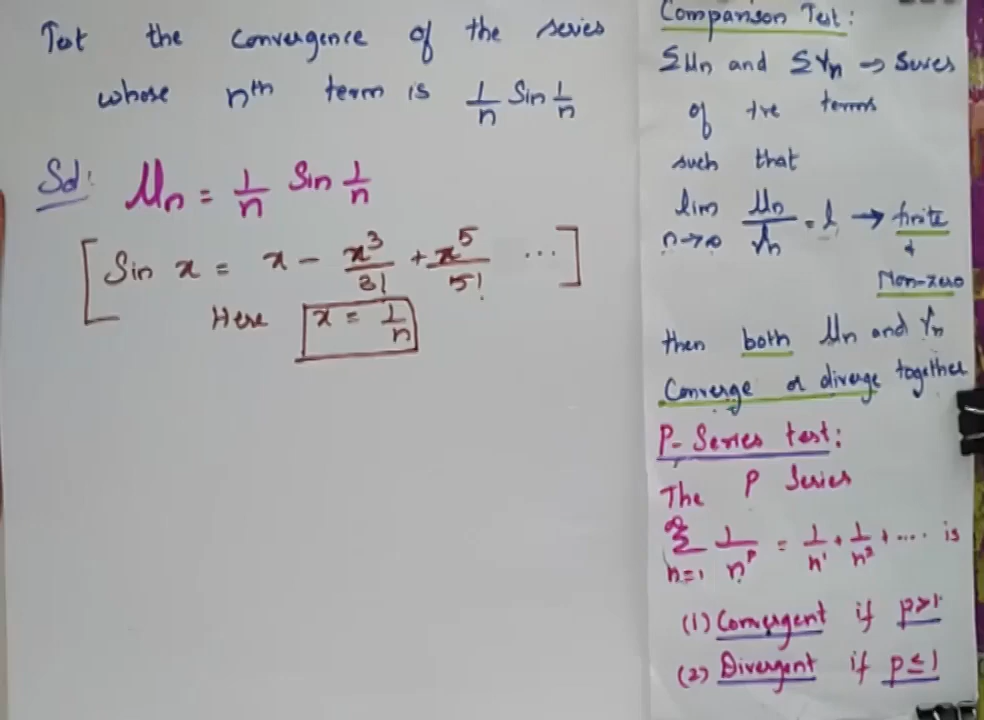 Test the convergence of the series
whose nth term is 1/n Sin 1/n
Sol: Un = 1/n Sin 1/n
[Sin x = x - x³/3! + x⁵/5! ...]
Here x = 1/n
Comparison Test:
ΣUn and ΣVn → Series
of +ve terms
such that
lim n→∞ Un/Vn = l → finite
&
Non-zero
then both Un and Vn
Converge or diverge together
P-Series test:
The P Series
∞ Σ n=1 1/n^p = 1/n¹ + 1/n² + .... is
(1) Convergent if p>1
(2) Divergent if p≤1